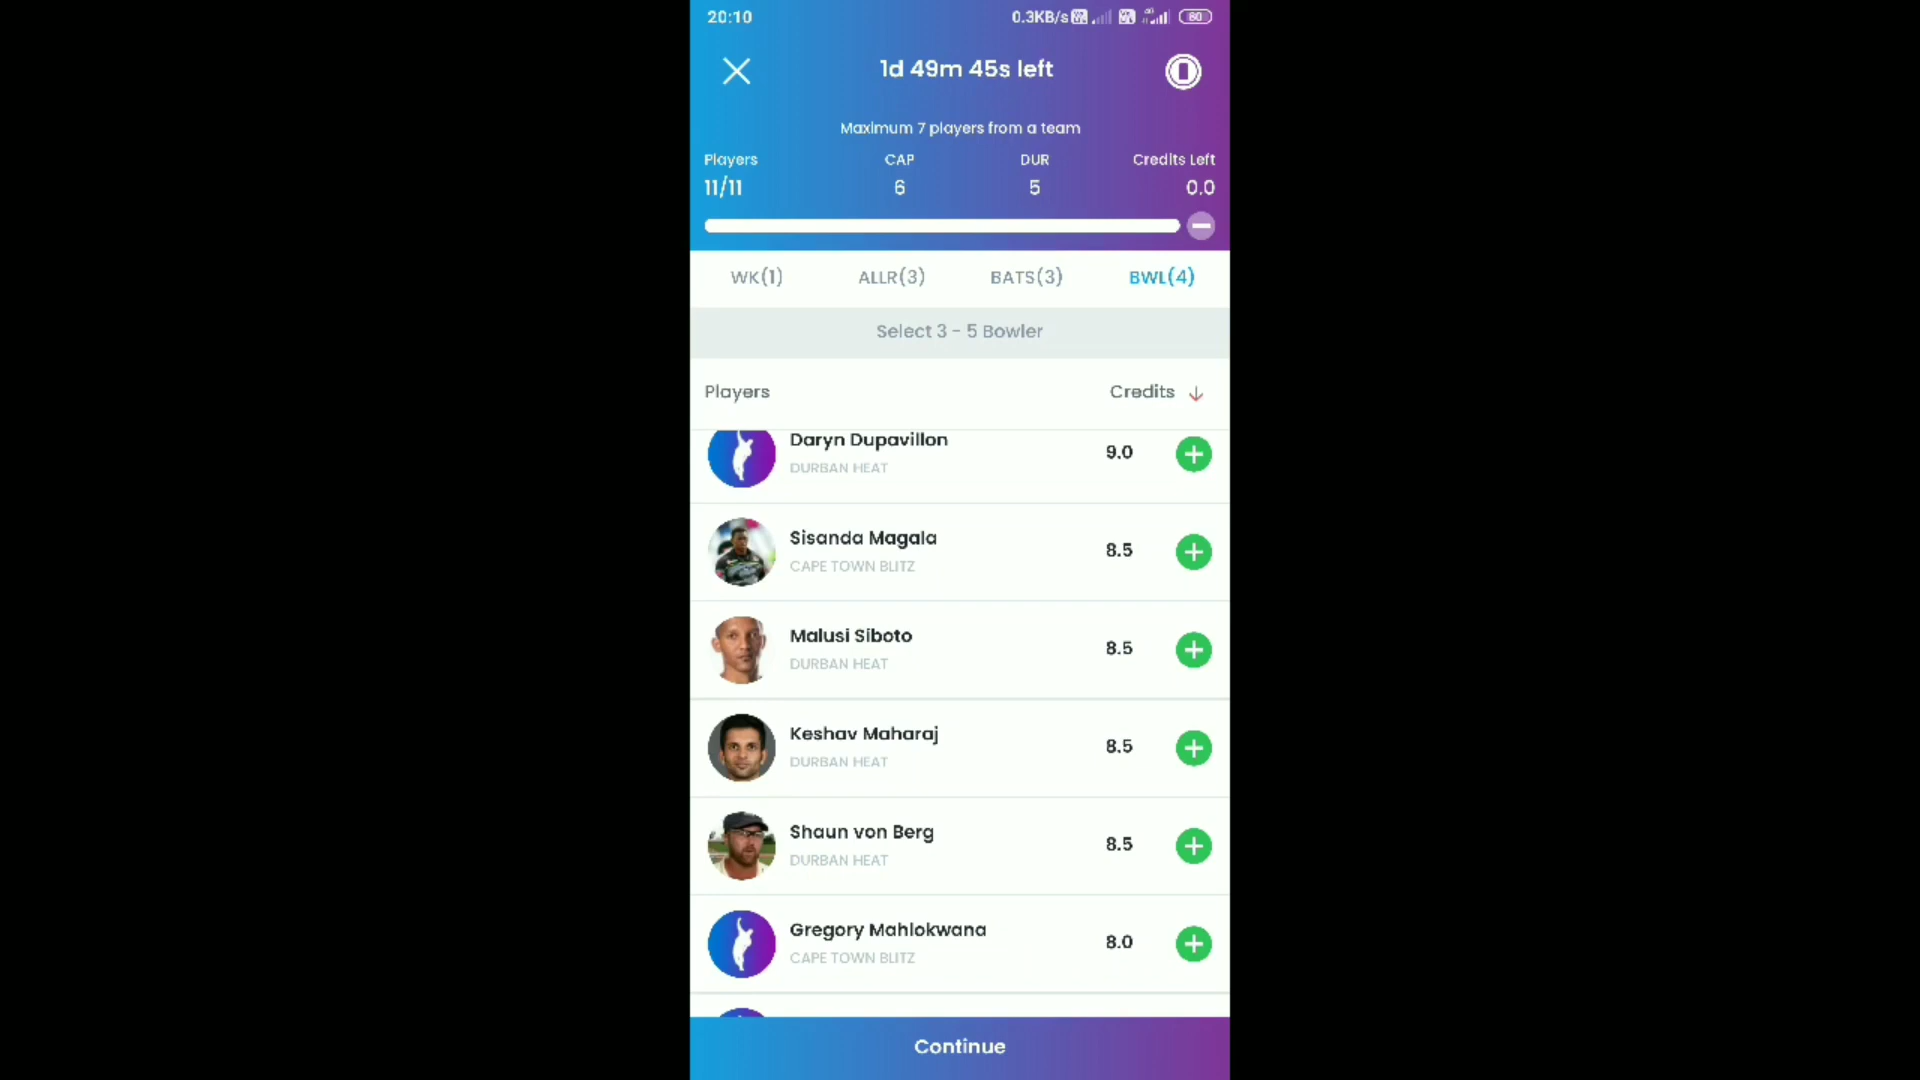 20:10 0.3KB/s 80
1d 49m 45s left
Maximum 7 players from a team
Players CAP DUR Credits Left
11/11 6 5 0.0
WK(1) ALLR(3) BATS(3) BWL(4)
Select 3 - 5 Bowler
Players Credits
Daryn Dupavillon 9.0
DURBAN HEAT
Sisanda Magala 8.5
CAPE TOWN BLITZ
Malusi Siboto 8.5
DURBAN HEAT
Keshav Maharaj 8.5
DURBAN HEAT
Shaun von Berg 8.5
DURBAN HEAT
Gregory Mahlokwana 8.0
CAPE TOWN BLITZ
Continue